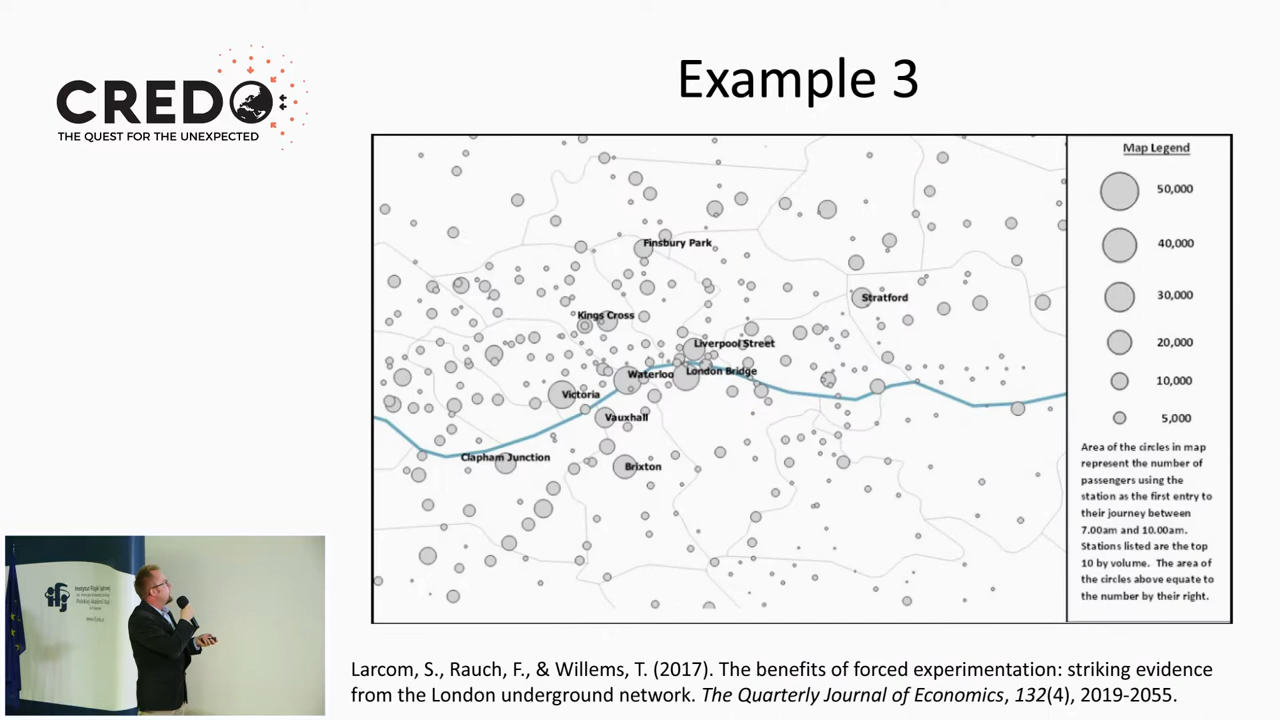 CREDO
THE QUEST FOR THE UNEXPECTED
Example 3
Finsbury Park
Stratford
Kings Cross
Liverpool Street
Waterloo
London Bridge
Victoria
Vauxhall
Clapham Junction
Brixton
Map Legend
50,000
40,000
30,000
20,000
10,000
5,000
Area of the circles in map
represent the number of
passengers using the
station as the first entry to
their journey between
7.00am and 10.00am.
Stations listed are the top
10 by volume. The area of
the circles above equate to
the number by their right.
ifj
Larcom, S., Rauch, F., & Willems, T. (2017). The benefits of forced experimentation: striking evidence
from the London underground network. The Quarterly Journal of Economics, 132(4), 2019-2055.